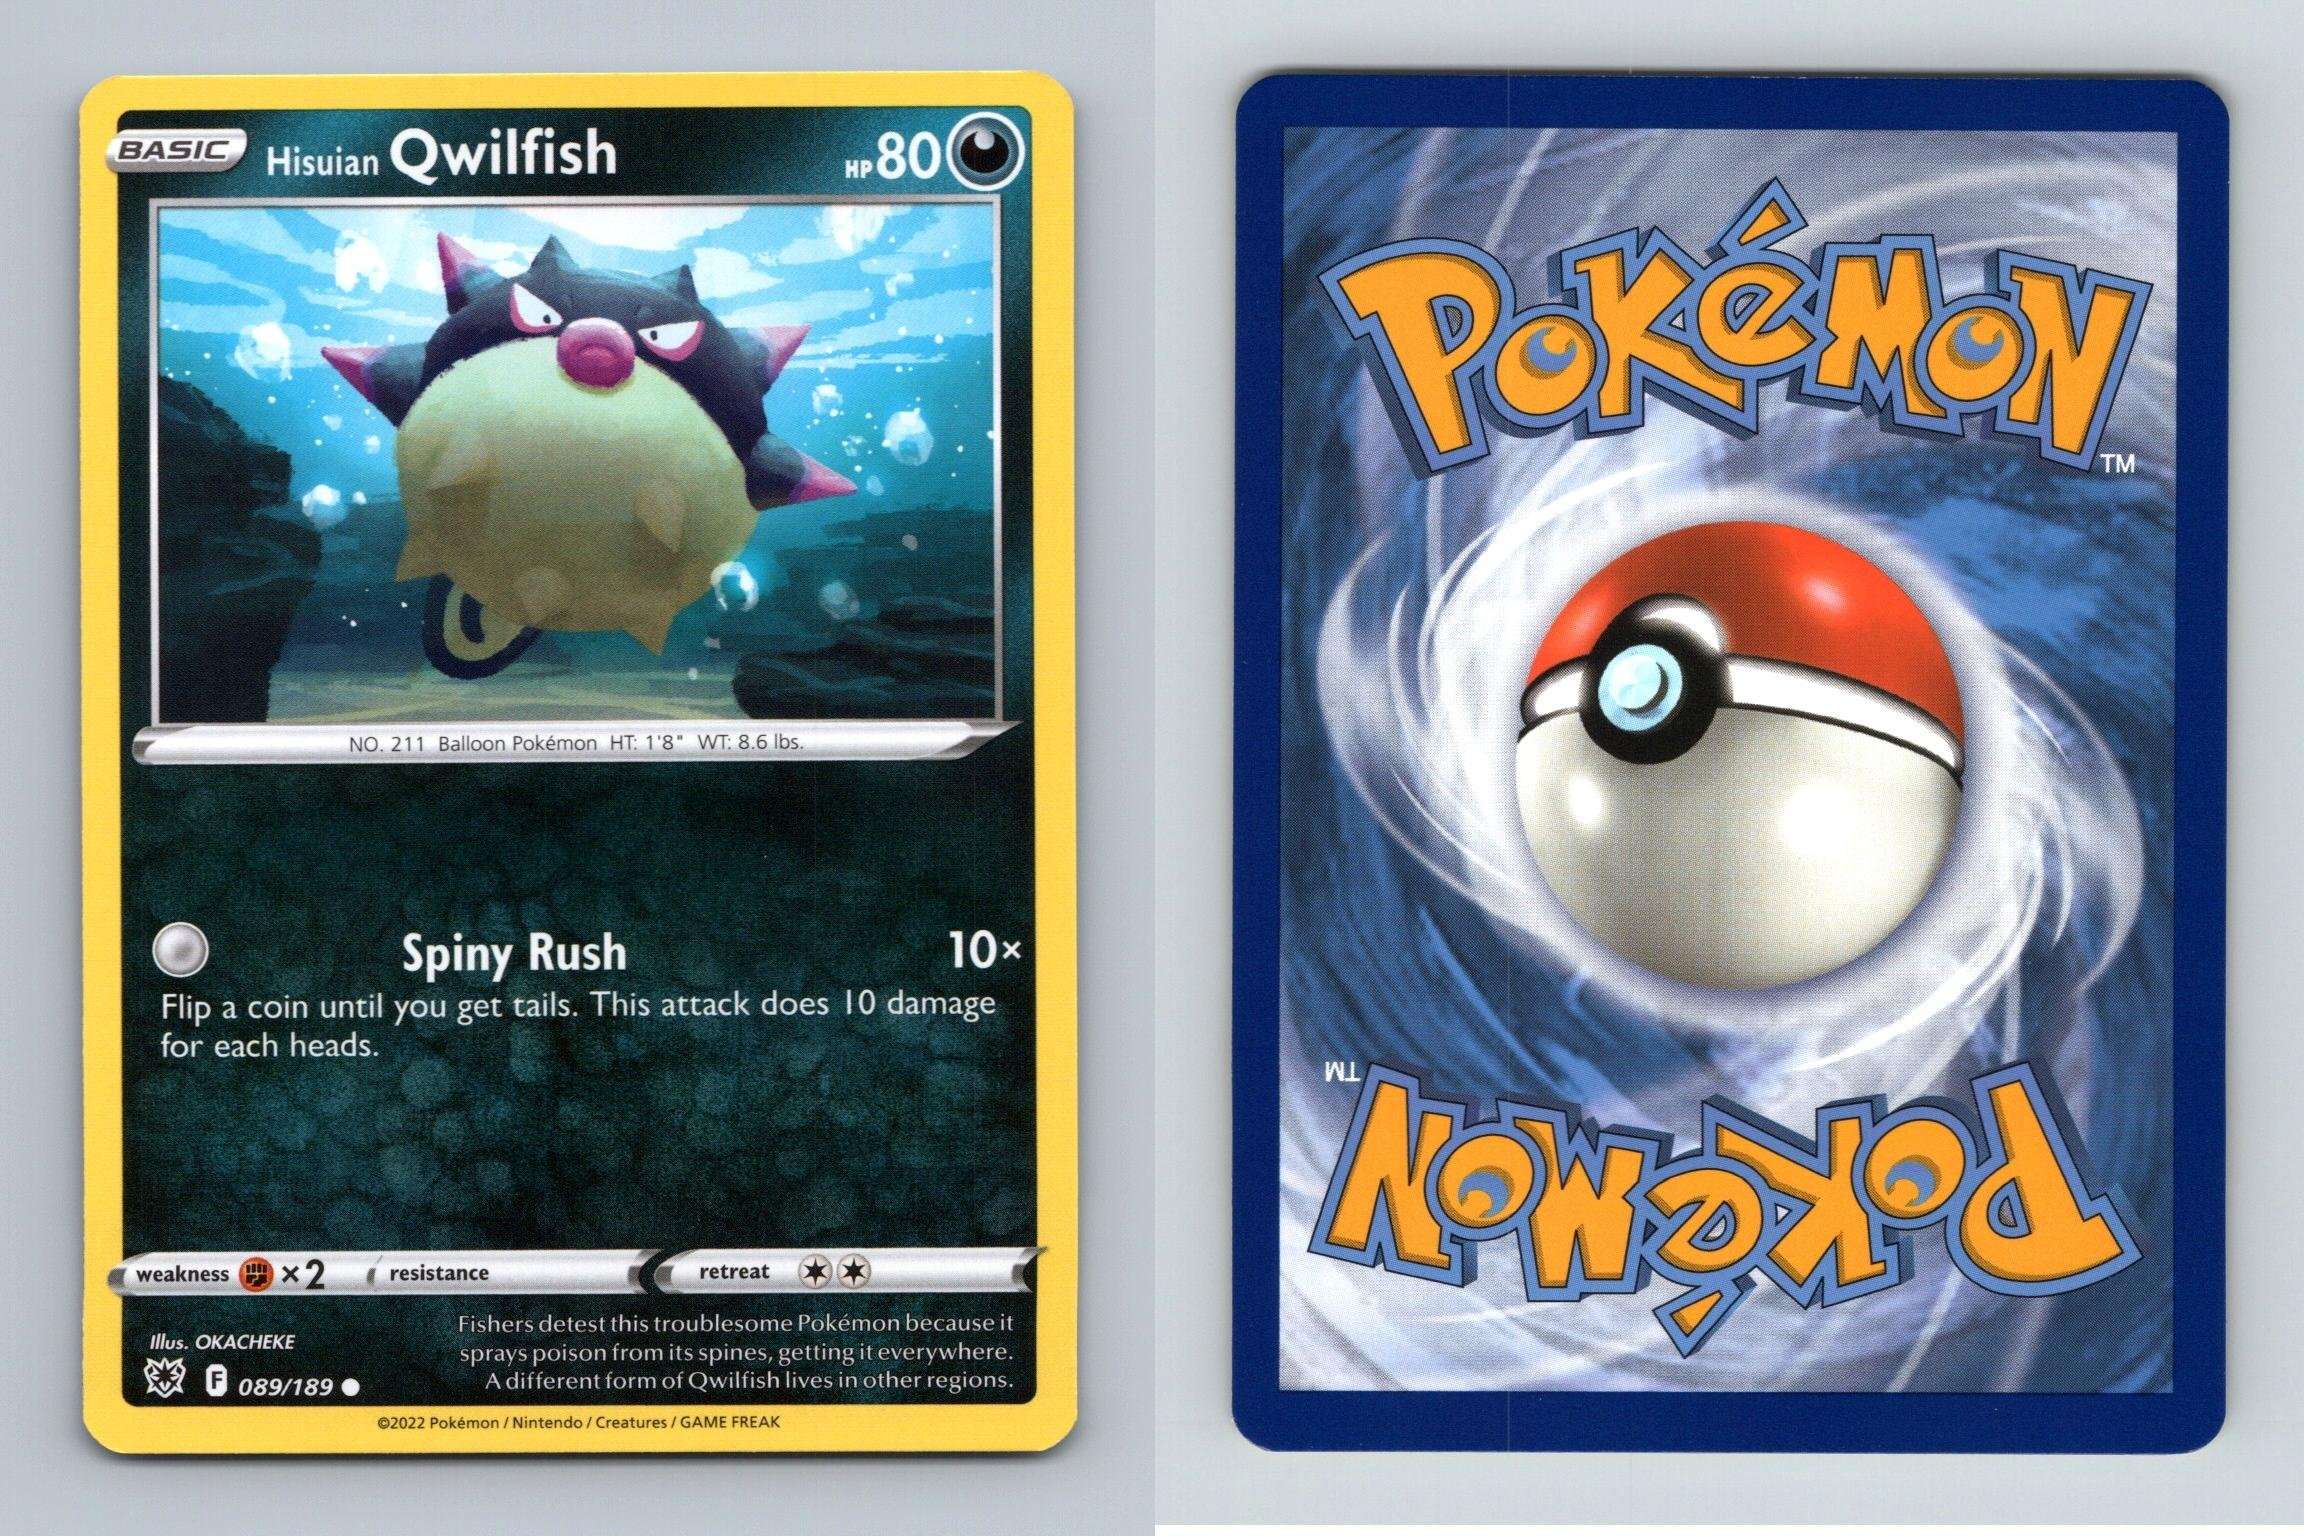 BASIC Hisuian Qwilfish HP 80
NO. 211 Balloon Pokémon HT: 1'8" WT: 8.6 lbs.
Spiny Rush 10×
Flip a coin until you get tails. This attack does 10 damage
for each heads.
weakness ×2 resistance retreat
Illus. OKACHEKE
Fishers detest this troublesome Pokémon because it
sprays poison from its spines, getting it everywhere.
A different form of Qwilfish lives in other regions.
F 089/189
©2022 Pokémon / Nintendo / Creatures / GAME FREAK
POKéMON
TM
TM
POKéMON